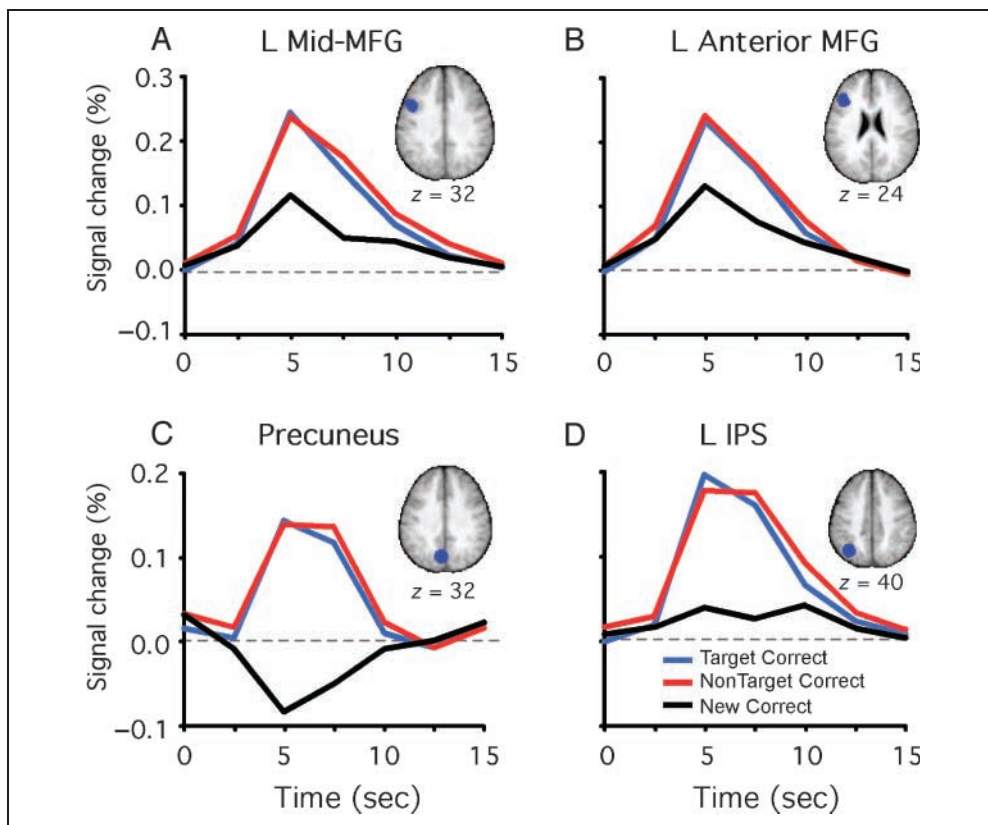 A L Mid-MFG
B L Anterior MFG
Signal change (%)
0.3
0.2
0.1
0.0
−0.1
z = 32
z = 24
0 5 10 15
0 5 10 15
C Precuneus
D L IPS
Signal change (%)
0.2
0.1
0.0
−0.1
z = 32
z = 40
Target Correct
NonTarget Correct
New Correct
0 5 10 15
0 5 10 15
Time (sec)
Time (sec)